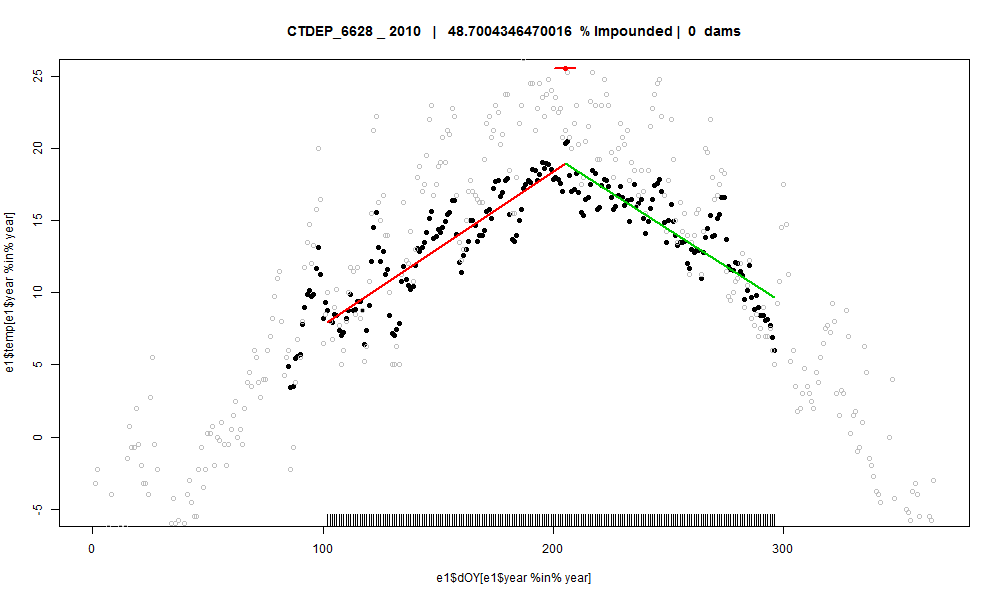 CTDEP_6628 _ 2010 | 48.7004346470016 % Impounded | 0 dams
e1$temp[e1$year %in% year]
25
20
15
10
5
0
-5
0 100 200 300
e1$dOY[e1$year %in% year]